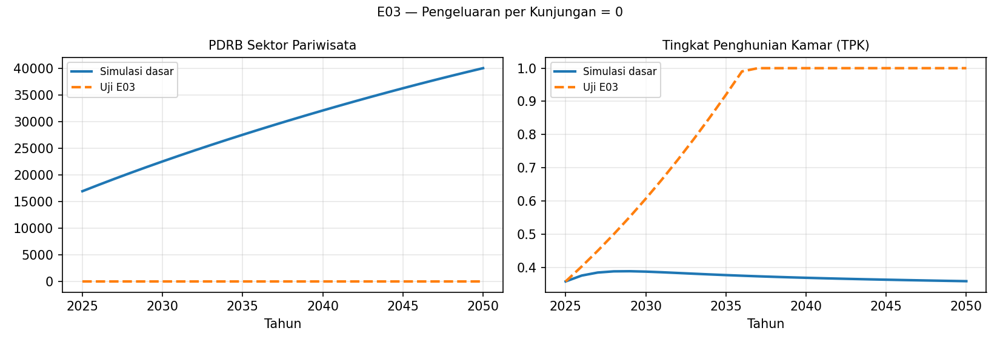 E03 — Pengeluaran per Kunjungan = 0
PDRB Sektor Pariwisata
Simulasi dasar
Uji E03
40000
35000
30000
25000
20000
15000
10000
5000
0
2025 2030 2035 2040 2045 2050
Tahun
Tingkat Penghunian Kamar (TPK)
Simulasi dasar
Uji E03
1.0
0.9
0.8
0.7
0.6
0.5
0.4
2025 2030 2035 2040 2045 2050
Tahun